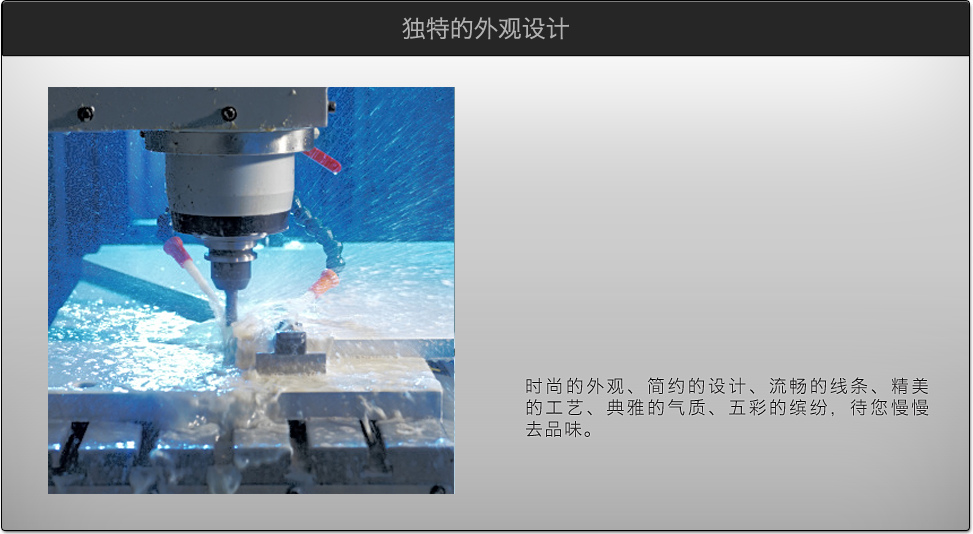 独特的外观设计
时尚的外观、简约的设计、流畅的线条、精美
的工艺、典雅的气质、五彩的缤纷，待您慢慢
去品味。